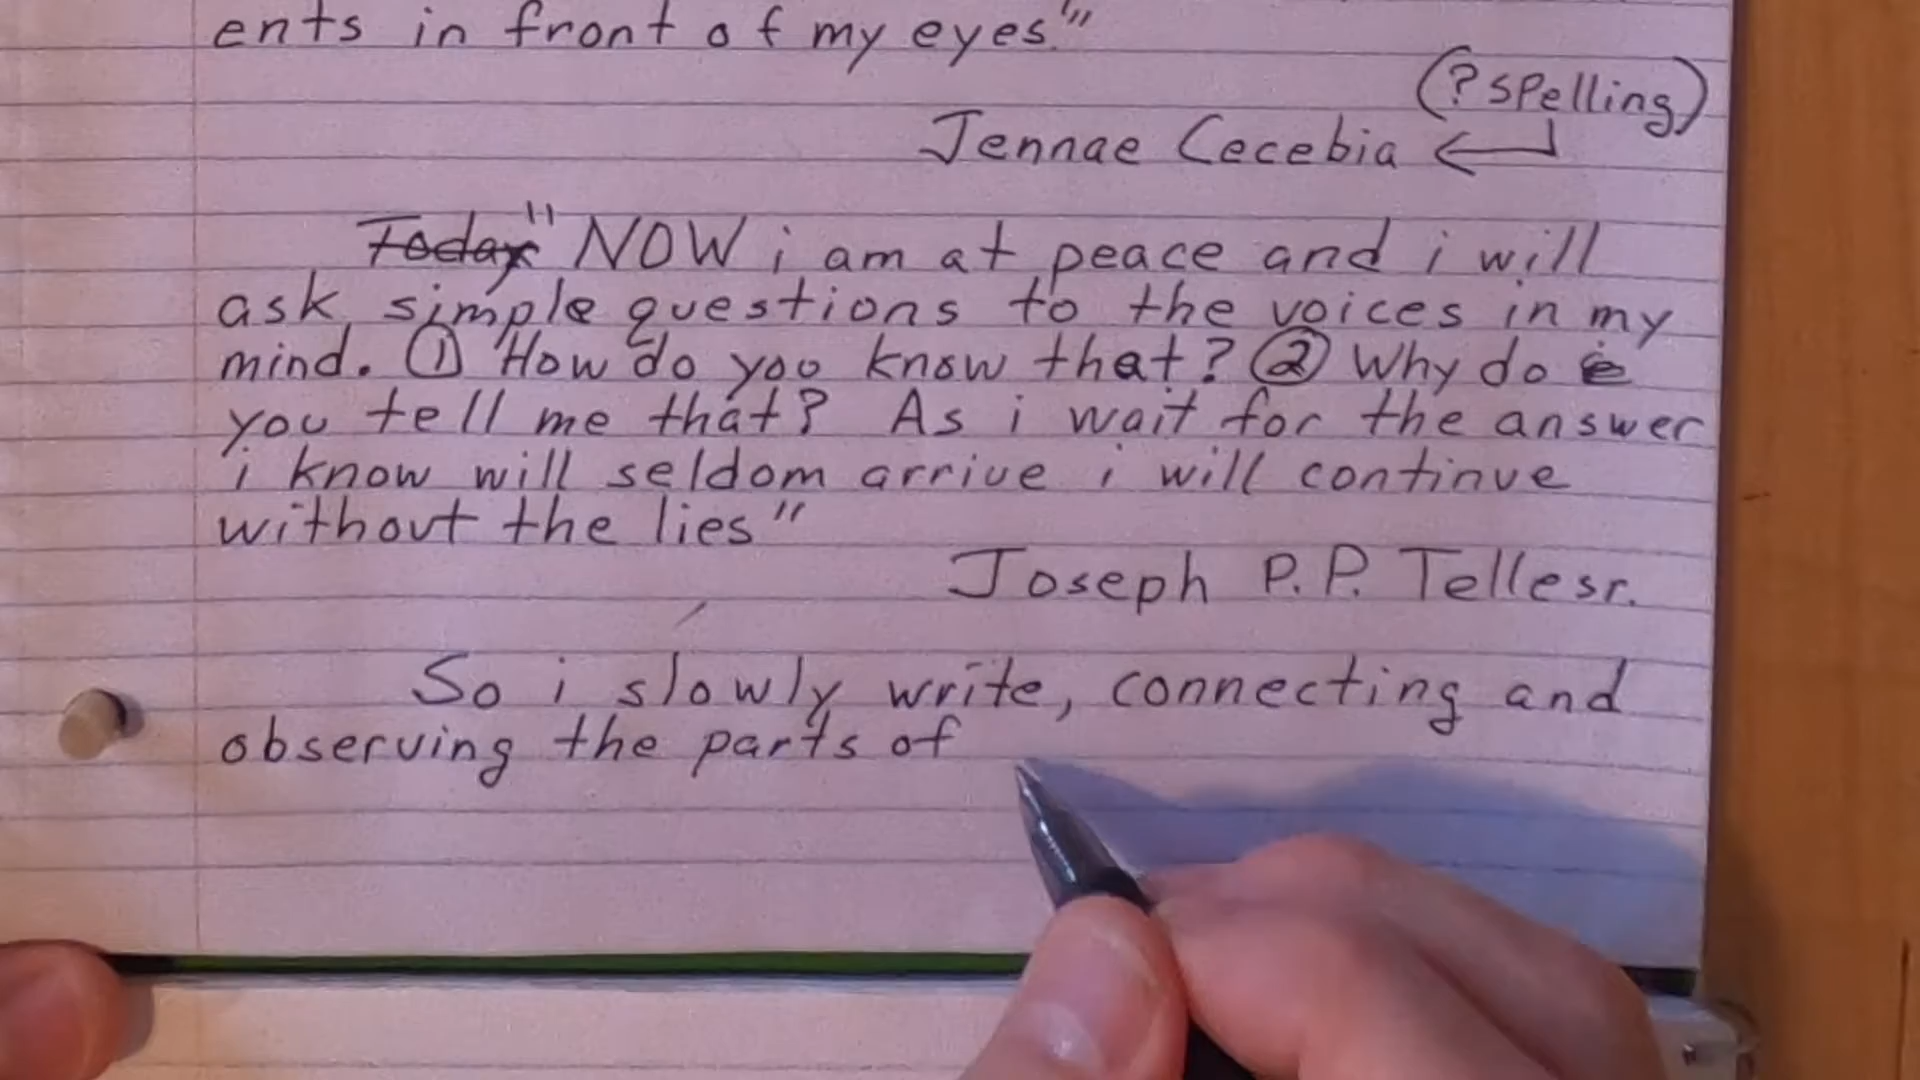 ents in front of my eyes."
(? spelling)
Jennae Cecebia
Today "NOW i am at peace and i will
ask simple questions to the voices in my
mind. ① How do you know that? ② Why do
you tell me that? As i wait for the answer
i know will seldom arrive i will continue
without the lies"
Joseph P.P. Tellesr.
So i slowly write, connecting and
observing the parts of